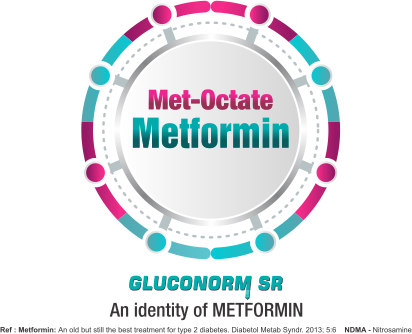 Met-Octate
Metformin
GLUCONORM SR
An identity of METFORMIN
Ref : Metformin: An old but still the best treatment for type 2 diabetes. Diabetol Metab Syndr. 2013; 5:6 NDMA - Nitrosamine